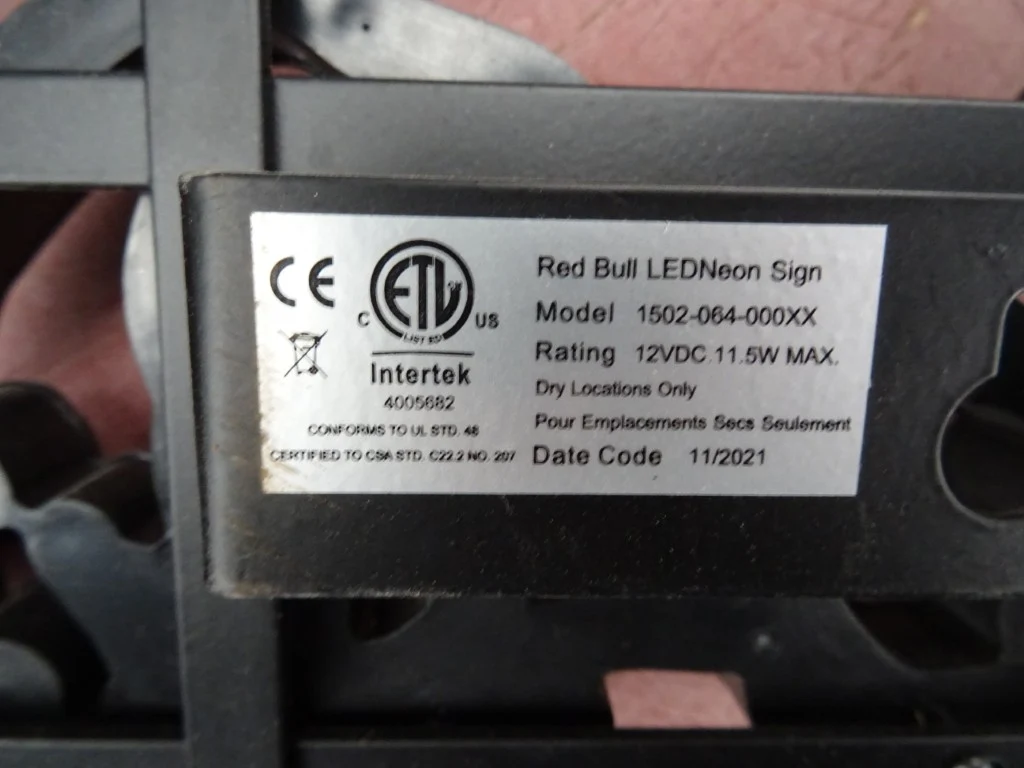 CE
ETL
CM
LISTED
C
US
Intertek
4005682
CONFORMS TO UL STD. 48
CERTIFIED TO CSA STD. C22.2 NO. 207
Red Bull LEDNeon Sign
Model 1502-064-000XX
Rating 12VDC.11.5W MAX.
Dry Locations Only
Pour Emplacements Secs Seulement
Date Code 11/2021